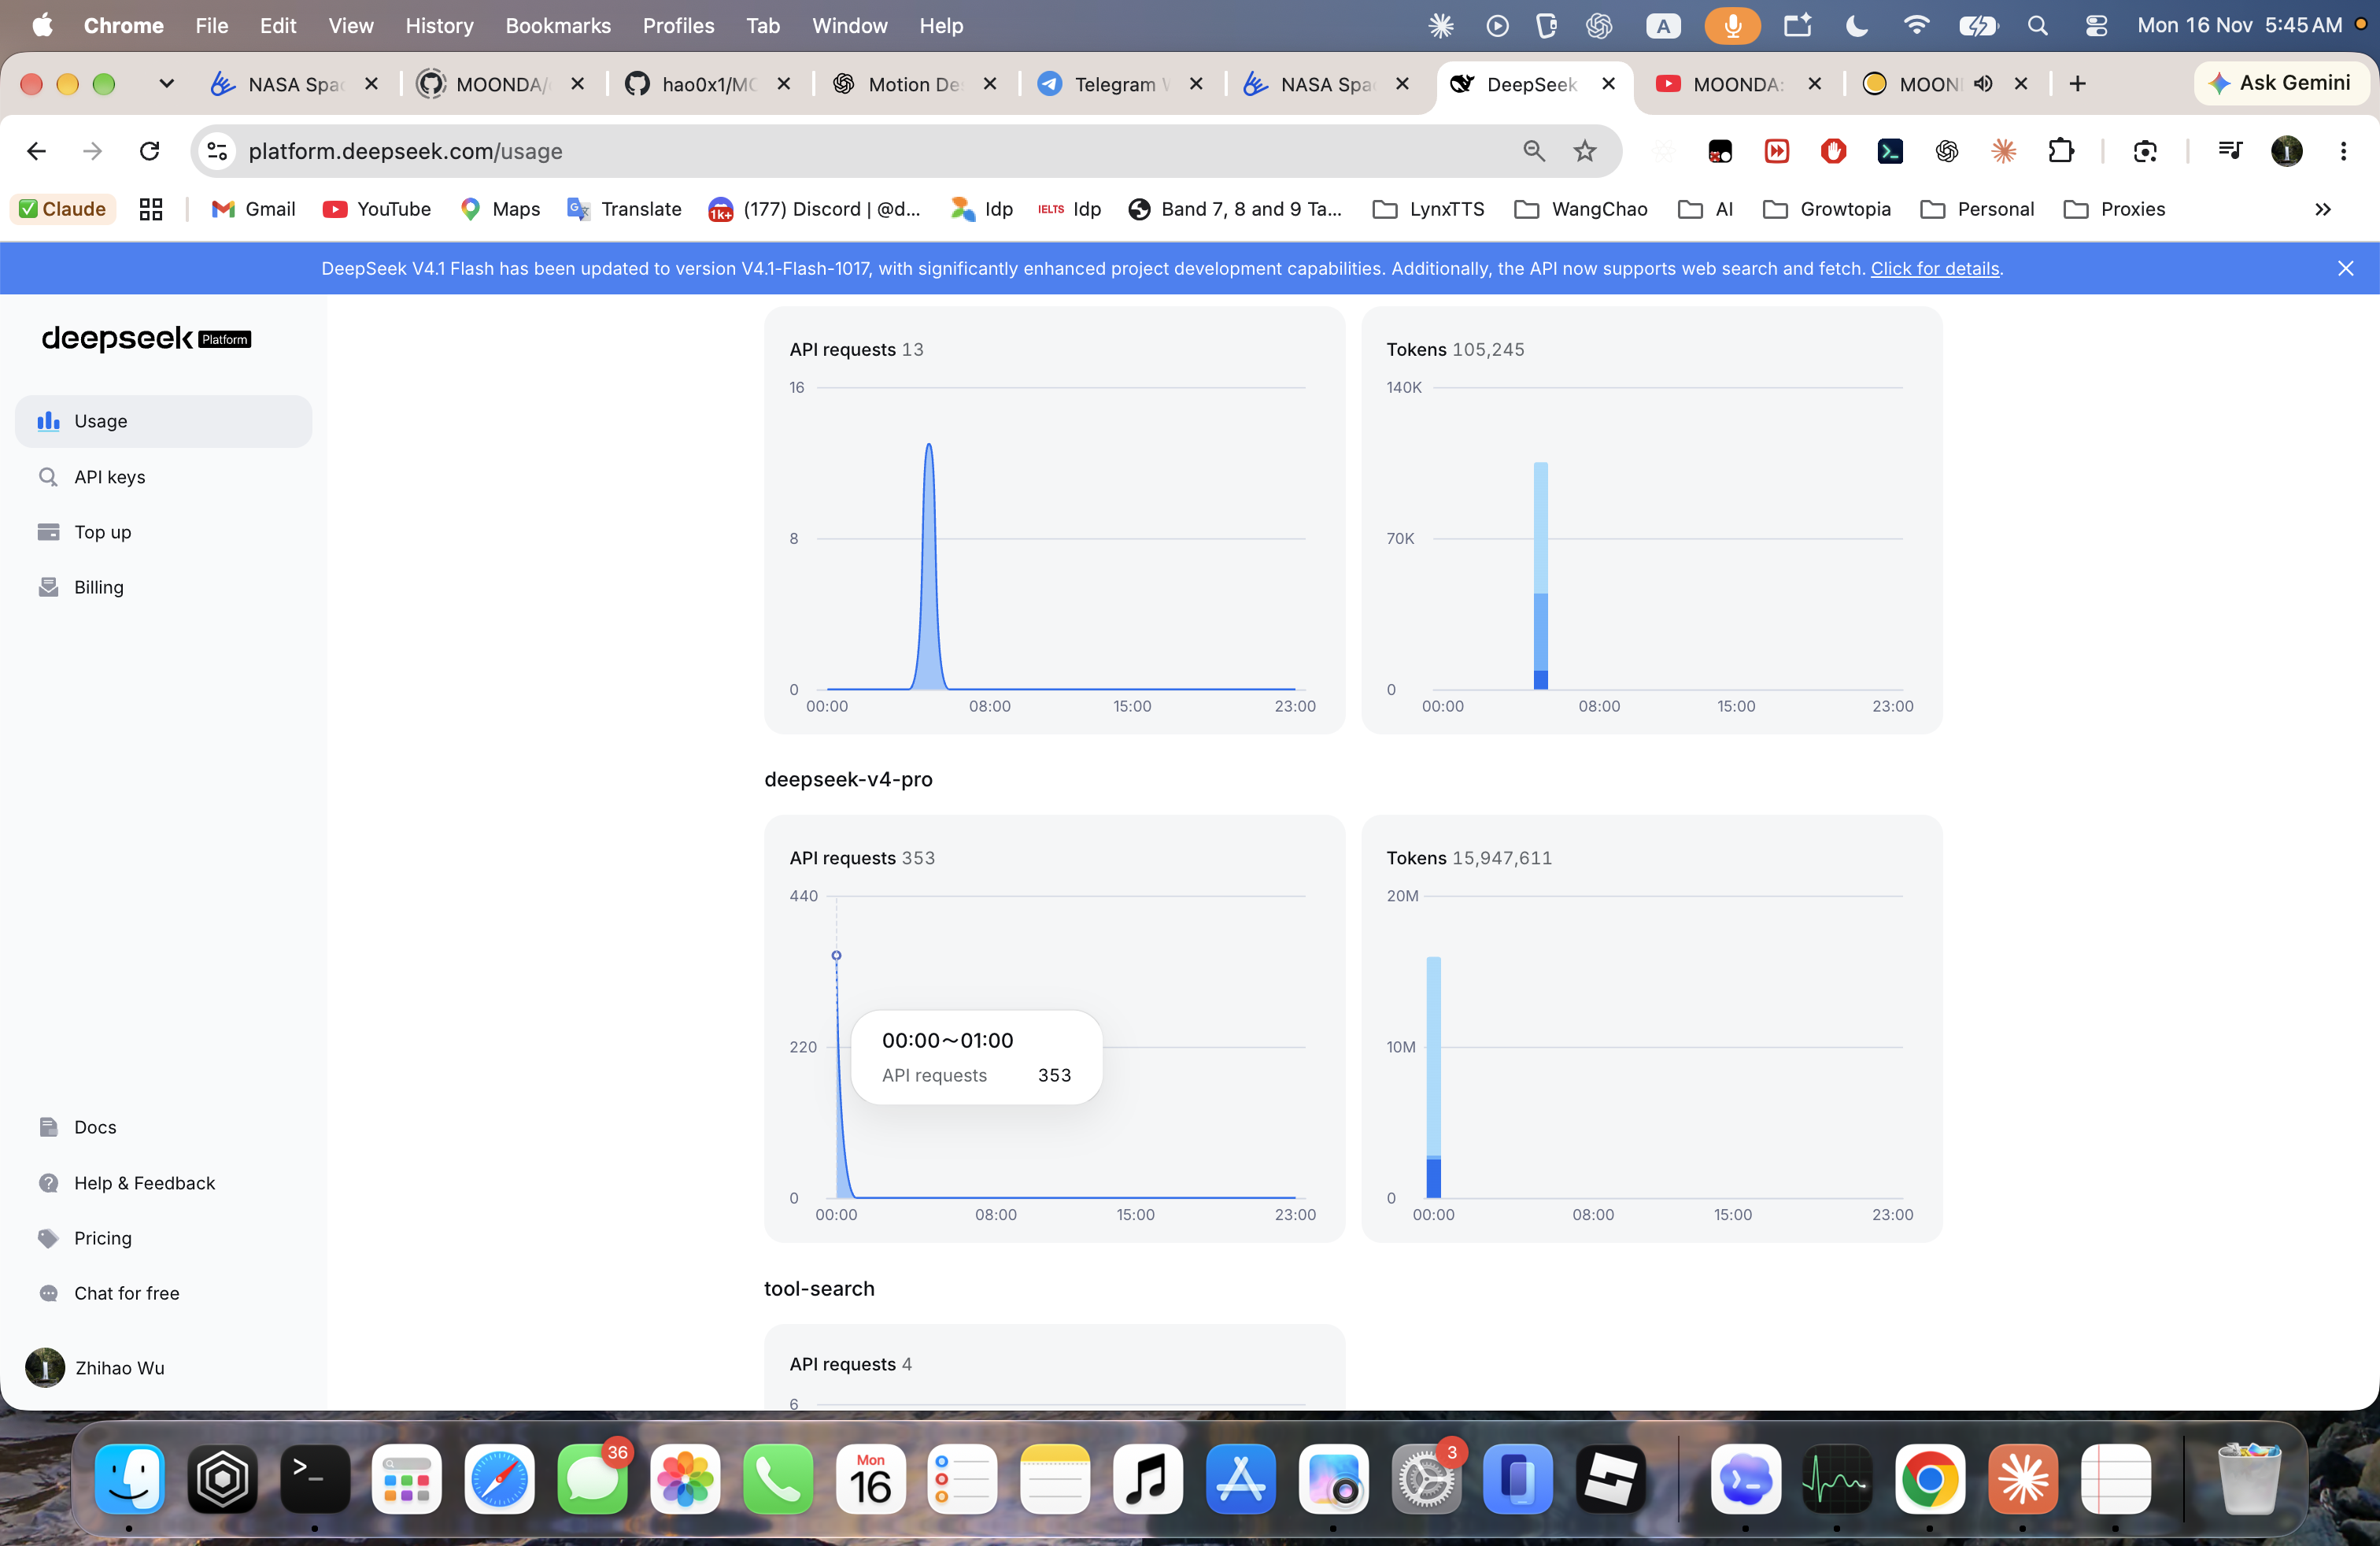 Chrome File Edit View History Bookmarks Profiles Tab Window Help A Mon 16 Nov 5:45 AM
NASA Spa MOONDA/ hao0x1/MO Motion De Telegram NASA Spa DeepSeek MOONDA: MOON Ask Gemini
platform.deepseek.com/usage
Claude Gmail YouTube Maps Translate 1k+ (177) Discord | @d... Idp IELTS Idp Band 7, 8 and 9 Ta... LynxTTS WangChao AI Growtopia Personal Proxies
DeepSeek V4.1 Flash has been updated to version V4.1-Flash-1017, with significantly enhanced project development capabilities. Additionally, the API now supports web search and fetch. Click for details.
deepseek Platform
Usage
API keys
Top up
Billing
Docs
Help & Feedback
Pricing
Chat for free
Zhihao Wu
API requests 13
16
8
0
00:00 08:00 15:00 23:00
Tokens 105,245
140K
70K
0
00:00 08:00 15:00 23:00
deepseek-v4-pro
API requests 353
440
220
0
00:00 08:00 15:00 23:00
00:00～01:00
API requests 353
Tokens 15,947,611
20M
10M
0
00:00 08:00 15:00 23:00
tool-search
API requests 4
6
36
Mon
16
3